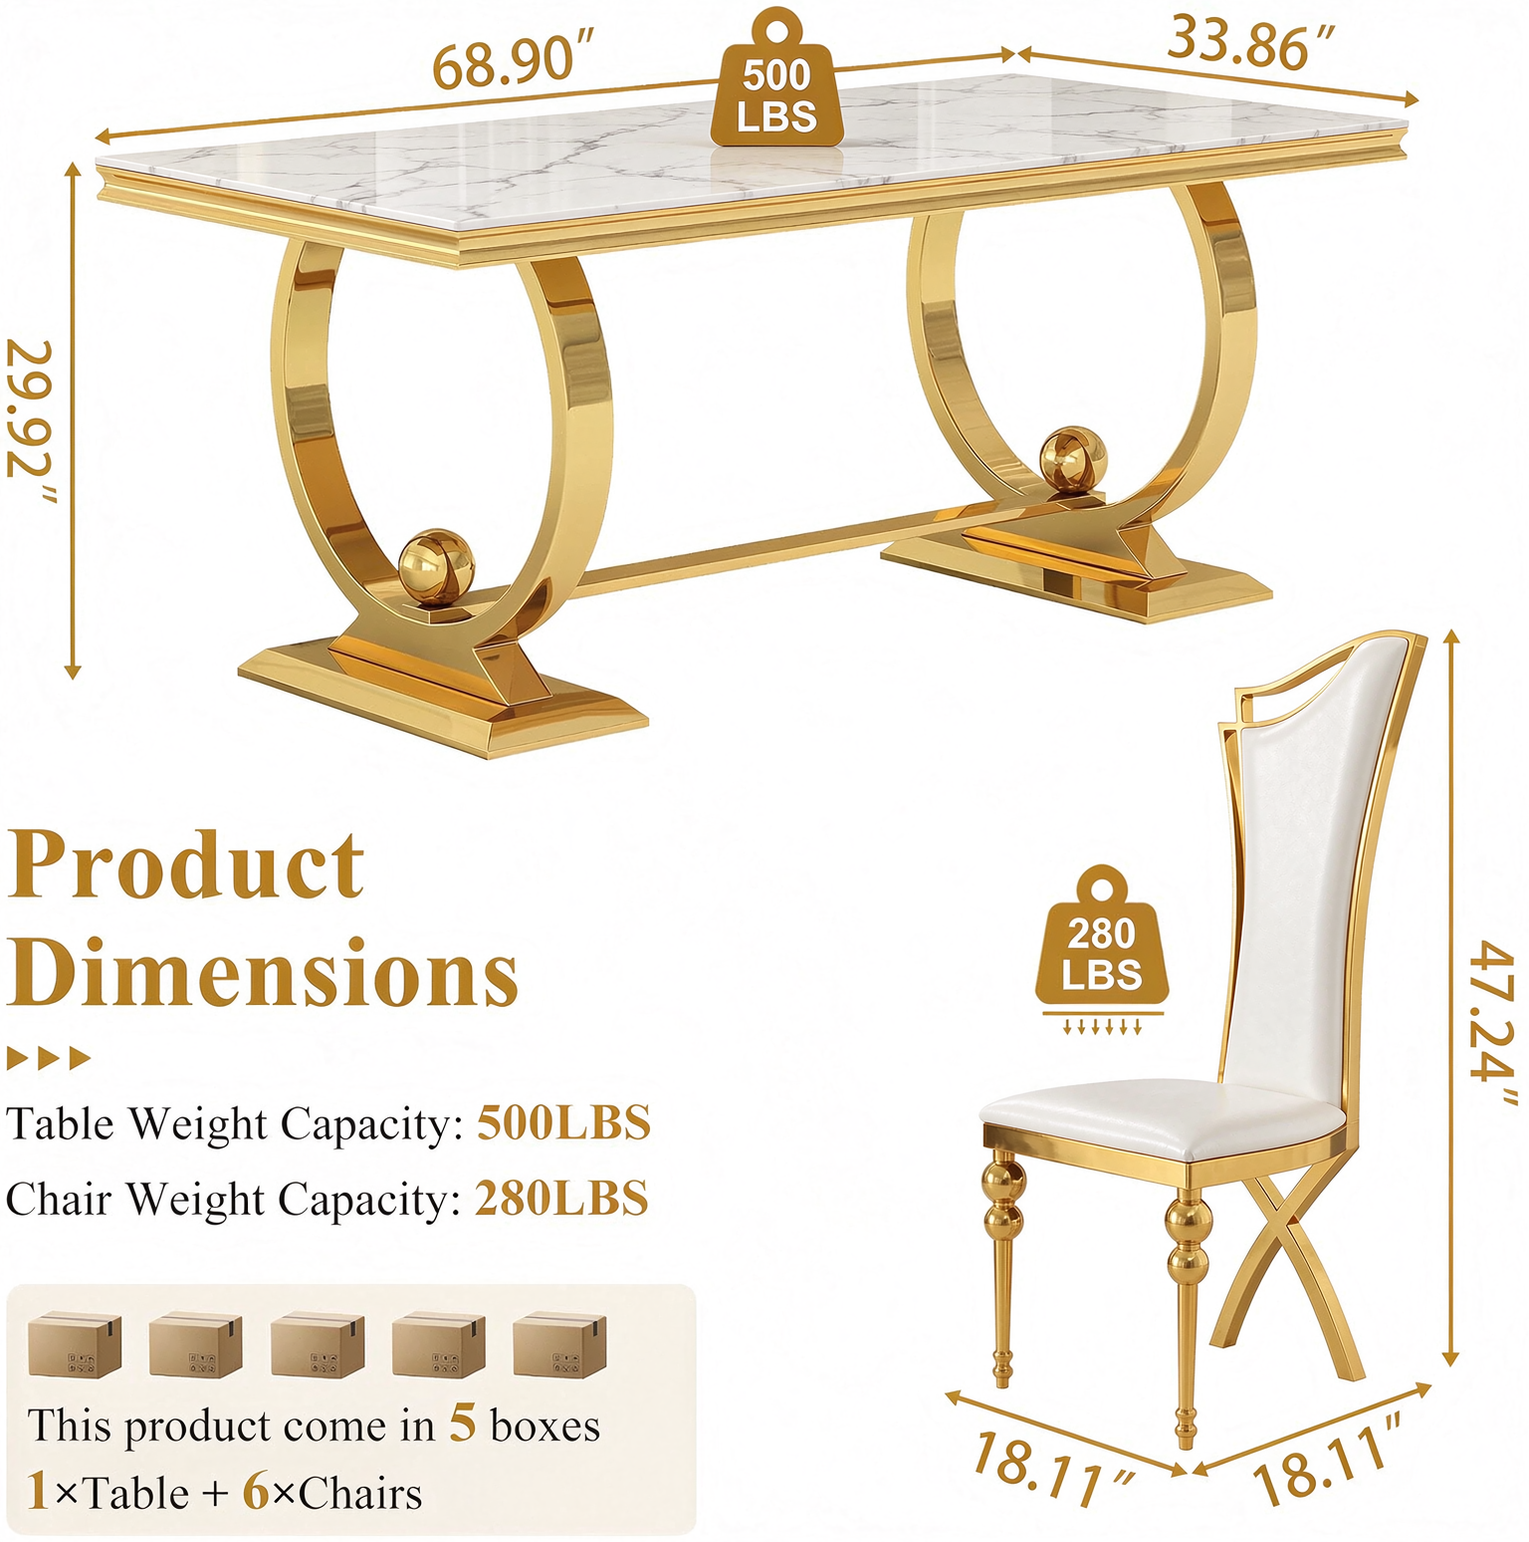 68.90″
33.86″
500
LBS
29.92″
Product
Dimensions
Table Weight Capacity: 500LBS
Chair Weight Capacity: 280LBS
280
LBS
47.24″
18.11″
18.11″
This product come in 5 boxes
1×Table + 6×Chairs